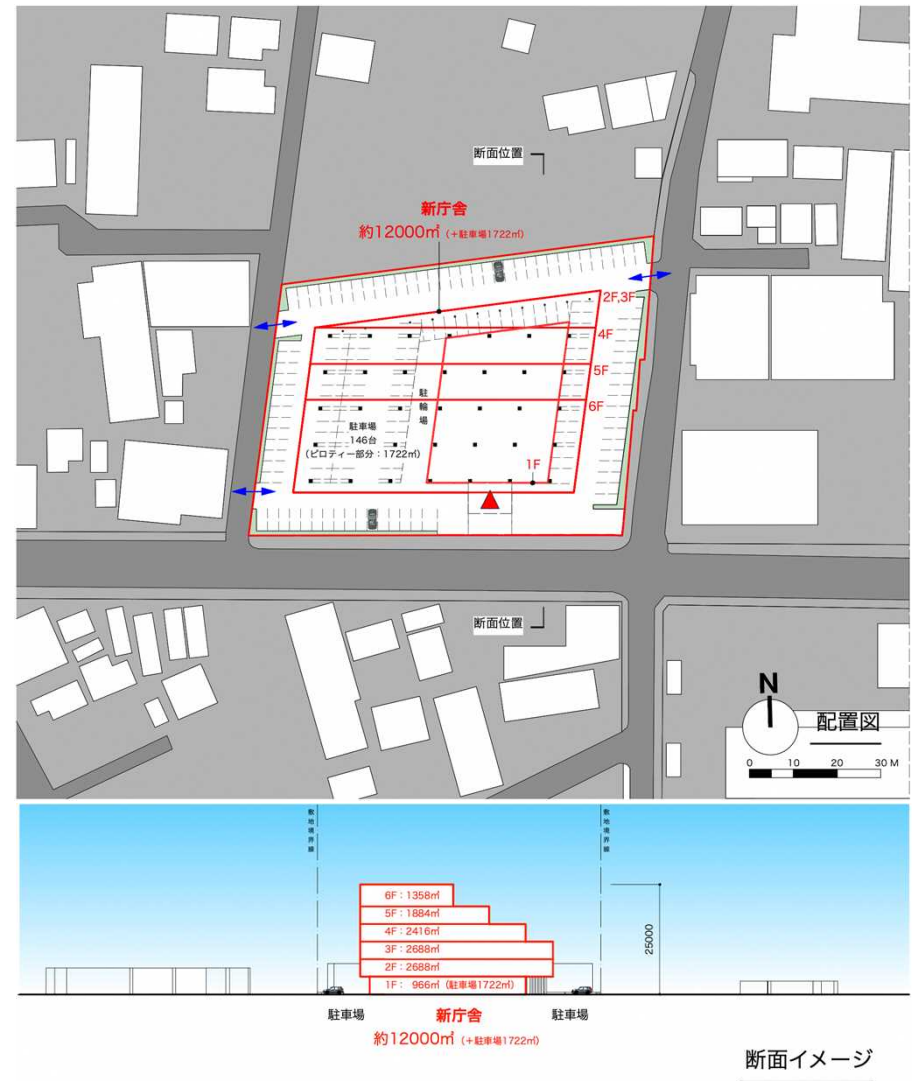 断面位置
新庁舎
約12000㎡（+駐車場1722㎡）
2F,3F
4F
5F
6F
駐輪場
駐車場
146台
（ピロティー部分：1722㎡）
1F
断面位置
N
配置図
0 10 20 30 M
敷地境界線
敷地境界線
6F：1358㎡
5F：1884㎡
4F：2416㎡
3F：2688㎡
2F：2688㎡
1F： 966㎡（駐車場1722㎡）
25000
駐車場
新庁舎
駐車場
約12000㎡（+駐車場1722㎡）
断面イメージ